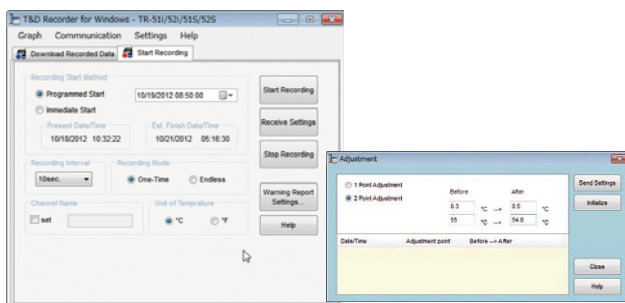 T&D Recorder for Windows - TR-51i/52i/51S/52S
Graph Commnunication Settings Help
Download Recorded Data Start Recording
Recording Start Method
Programmed Start 10/19/2012 08:50:00
Immediate Start
Present Date/Time Est. Finish Date/Time
10/18/2012 10:32:22 10/21/2012 05:16:30
Recording Interval Recording Mode
10sec. One-Time Endless
Channel Name Unit of Temprature
set °C °F
Start Recording
Receive Settings
Stop Recording
Warning Report
Settings...
Help
Adjustment
1 Point Adjustment
2 Point Adjustment
Before After
0.3 °C --> 0.5 °C
55 °C --> 54.8 °C
Date/Time Adjustment point Before --> After
Send Settings
Initialize
Close
Help